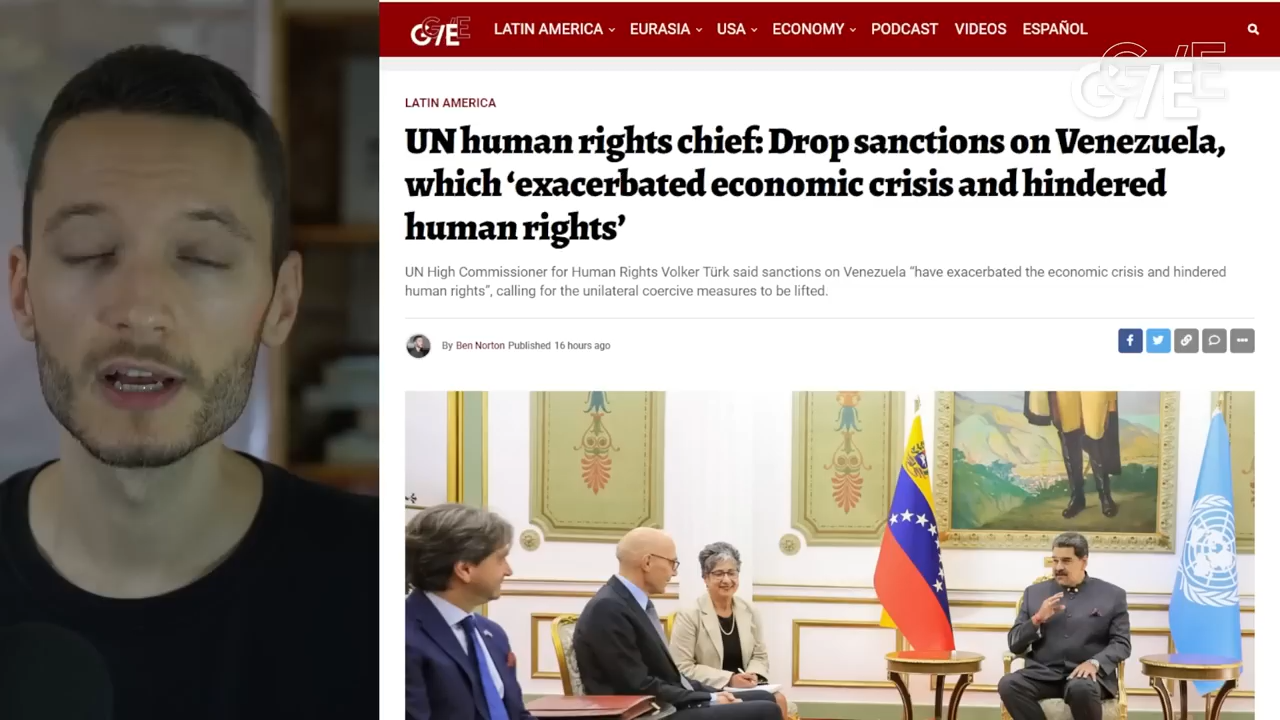 GE
LATIN AMERICA EURASIA USA ECONOMY PODCAST VIDEOS ESPAÑOL
LATIN AMERICA
UN human rights chief: Drop sanctions on Venezuela,
which ‘exacerbated economic crisis and hindered
human rights’
UN High Commissioner for Human Rights Volker Türk said sanctions on Venezuela “have exacerbated the economic crisis and hindered
human rights”, calling for the unilateral coercive measures to be lifted.
By Ben Norton Published 16 hours ago